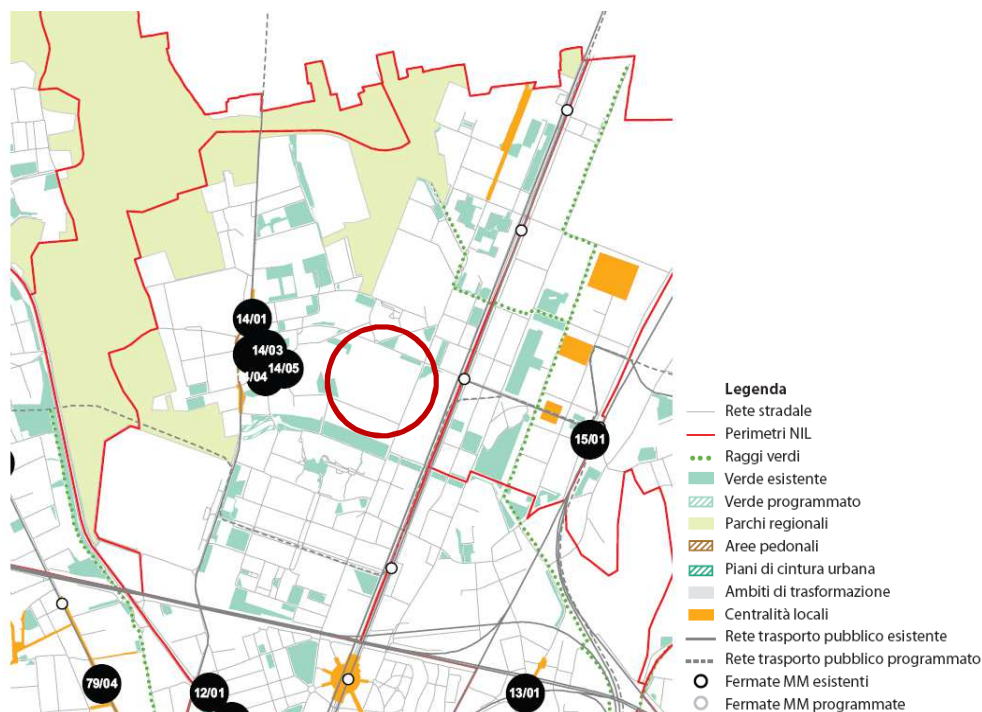 14/01
14/03
14/05
14/04
15/01
79/04
12/01
13/01
Legenda
Rete stradale
Perimetri NIL
Raggi verdi
Verde esistente
Verde programmato
Parchi regionali
Aree pedonali
Piani di cintura urbana
Ambiti di trasformazione
Centralità locali
Rete trasporto pubblico esistente
Rete trasporto pubblico programmato
Fermate MM esistenti
Fermate MM programmate